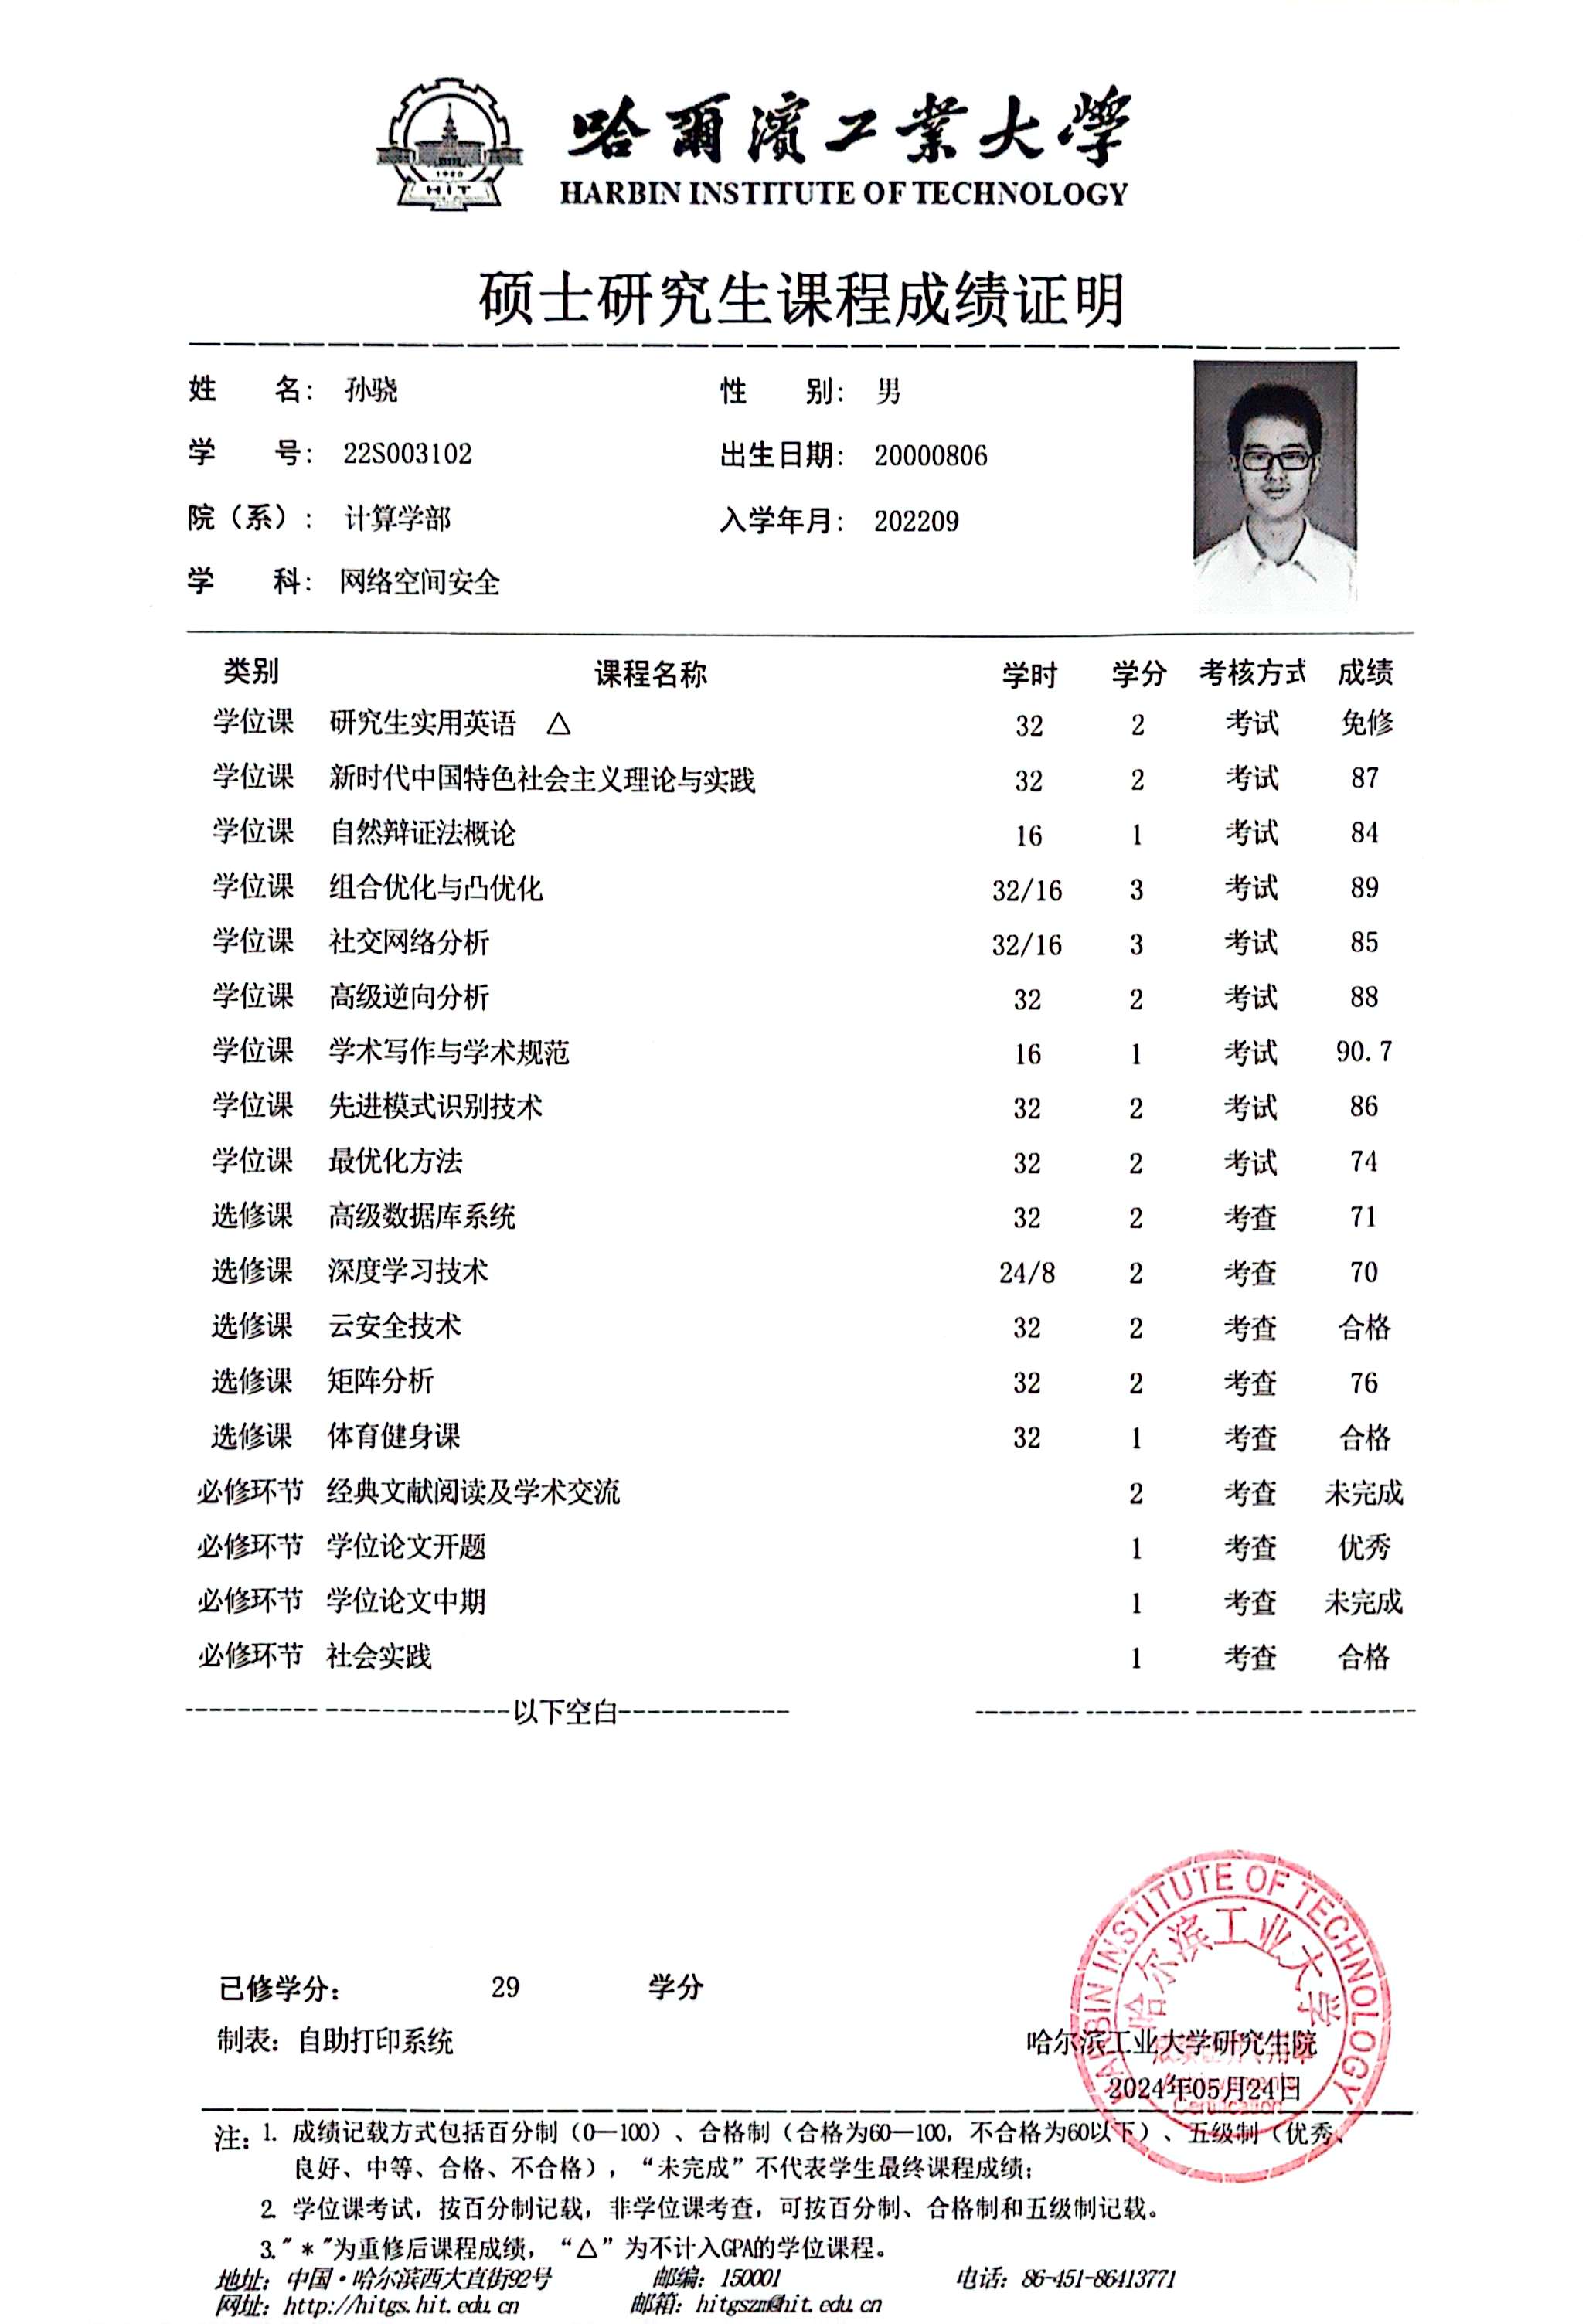 哈爾濱工業大學
HARBIN INSTITUTE OF TECHNOLOGY
1920
HIT
硕士研究生课程成绩证明
姓 名： 孙骁 性 别： 男
学 号： 22S003102 出生日期： 20000806
院（系）： 计算学部 入学年月： 202209
学 科： 网络空间安全
类别 课程名称 学时 学分 考核方式 成绩
学位课 研究生实用英语 △ 32 2 考试 免修
学位课 新时代中国特色社会主义理论与实践 32 2 考试 87
学位课 自然辩证法概论 16 1 考试 84
学位课 组合优化与凸优化 32/16 3 考试 89
学位课 社交网络分析 32/16 3 考试 85
学位课 高级逆向分析 32 2 考试 88
学位课 学术写作与学术规范 16 1 考试 90.7
学位课 先进模式识别技术 32 2 考试 86
学位课 最优化方法 32 2 考试 74
选修课 高级数据库系统 32 2 考查 71
选修课 深度学习技术 24/8 2 考查 70
选修课 云安全技术 32 2 考查 合格
选修课 矩阵分析 32 2 考查 76
选修课 体育健身课 32 1 考查 合格
必修环节 经典文献阅读及学术交流 2 考查 未完成
必修环节 学位论文开题 1 考查 优秀
必修环节 学位论文中期 1 考查 未完成
必修环节 社会实践 1 考查 合格
---------- --------------以下空白------------- -------- -------- -------- --------
HARBIN INSTITUTE OF TECHNOLOGY
哈尔滨工业大学
已修学分： 29 学分
制表：自助打印系统 哈尔滨工业大学研究生院
2024年05月24日
Certification
注：1. 成绩记载方式包括百分制（0—100）、合格制（合格为60—100，不合格为60以下）、五级制（优秀、
良好、中等、合格、不合格），“未完成”不代表学生最终课程成绩；
2. 学位课考试，按百分制记载，非学位课考查，可按百分制、合格制和五级制记载。
3."＊"为重修后课程成绩，“△”为不计入GPA的学位课程。
地址：中国·哈尔滨西大直街92号 邮编：150001 电话：86-451-86413771
网址：http://hitgs.hit.edu.cn 邮箱：hitgszm@hit.edu.cn